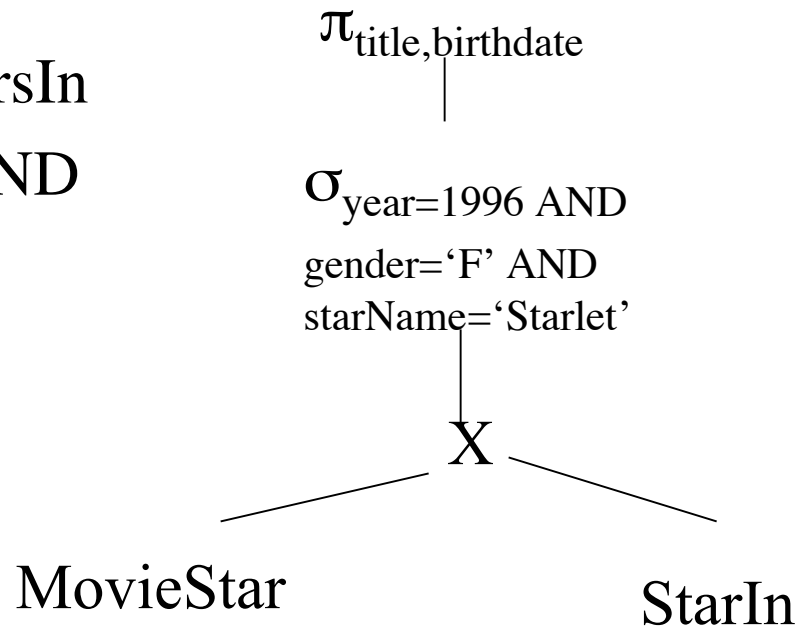 πtitle,birthdate
rsIn
ND
σyear=1996 AND
gender=‘F’ AND
starName=‘Starlet’
X
MovieStar
StarIn